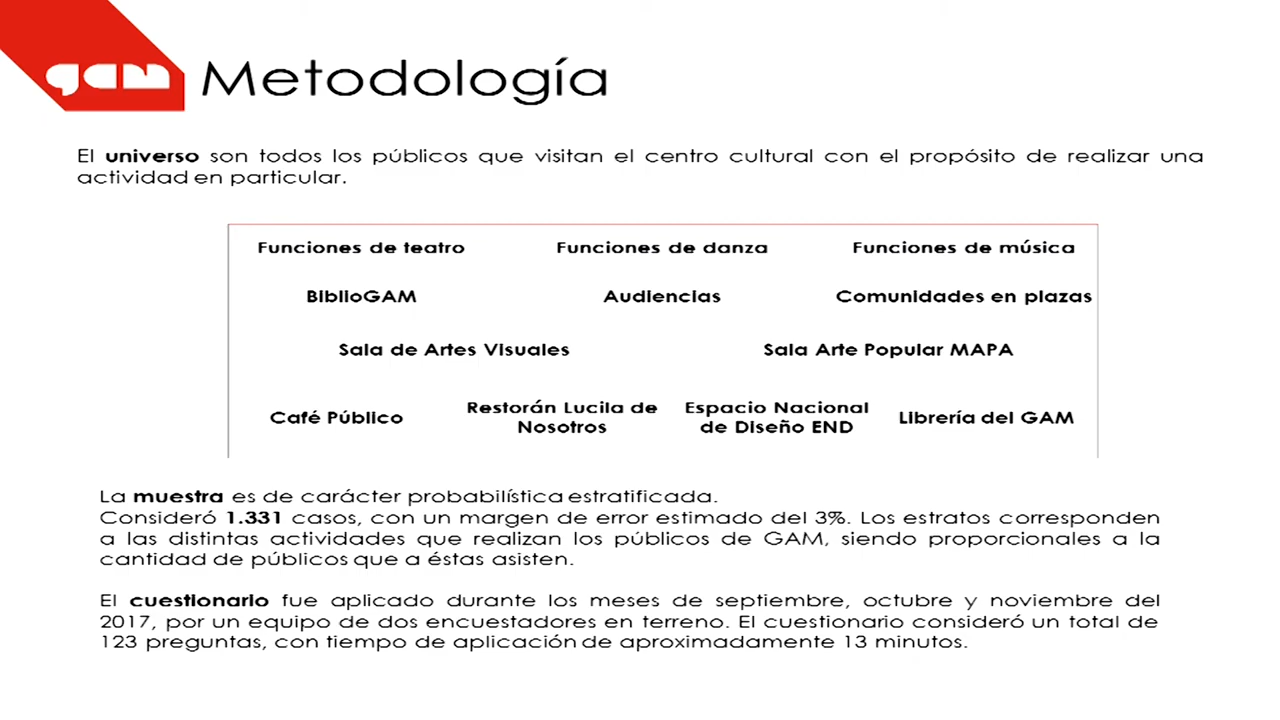 gam
Metodología
El universo son todos los públicos que visitan el centro cultural con el propósito de realizar una
actividad en particular.
Funciones de teatro Funciones de danza Funciones de música
BiblioGAM Audiencias Comunidades en plazas
Sala de Artes Visuales Sala Arte Popular MAPA
Café Público Restorán Lucila de Nosotros Espacio Nacional de Diseño END Librería del GAM
La muestra es de carácter probabilística estratificada.
Consideró 1.331 casos, con un margen de error estimado del 3%. Los estratos corresponden
a las distintas actividades que realizan los públicos de GAM, siendo proporcionales a la
cantidad de públicos que a éstas asisten.
El cuestionario fue aplicado durante los meses de septiembre, octubre y noviembre del
2017, por un equipo de dos encuestadores en terreno. El cuestionario consideró un total de
123 preguntas, con tiempo de aplicación de aproximadamente 13 minutos.